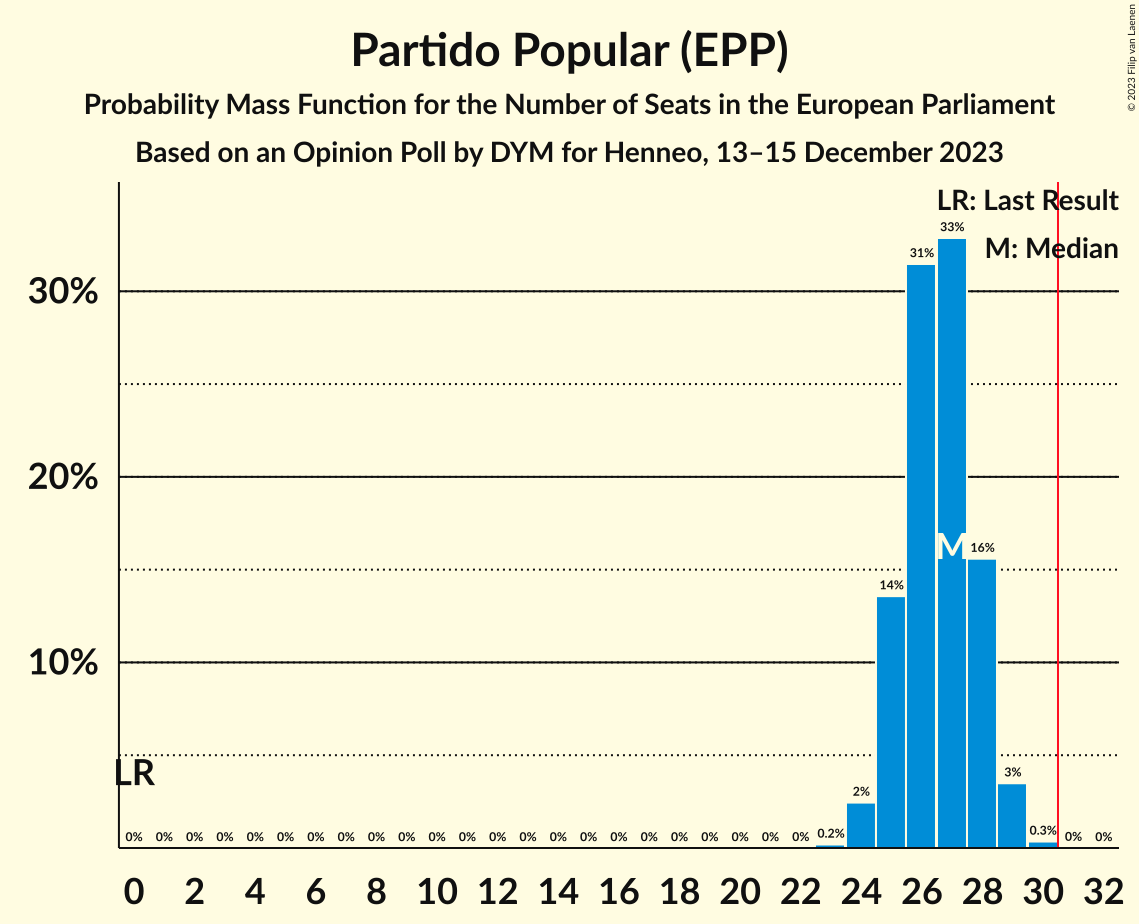 Partido Popular (EPP)
Probability Mass Function for the Number of Seats in the European Parliament
Based on an Opinion Poll by DYM for Henneo, 13–15 December 2023
© 2023 Filip van Laenen
LR: Last Result
M: Median
30%
20%
10%
33%
31%
M
16%
14%
LR
3%
2%
0% 0% 0% 0% 0% 0% 0% 0% 0% 0% 0% 0% 0% 0% 0% 0% 0% 0% 0% 0% 0% 0% 0% 0.2% 0.3% 0% 0%
0 2 4 6 8 10 12 14 16 18 20 22 24 26 28 30 32